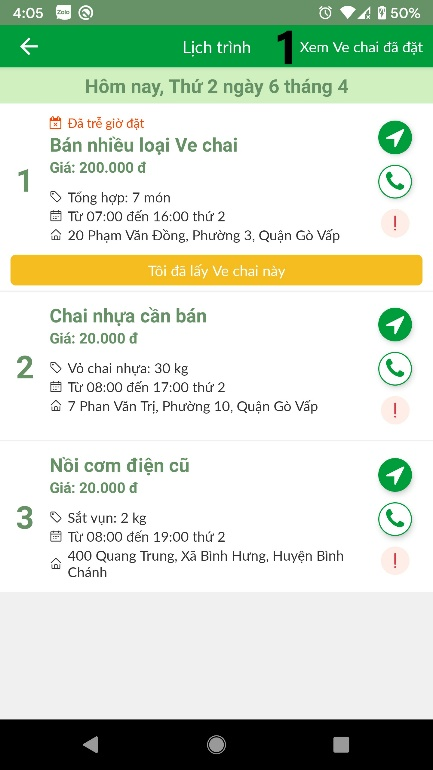 4:05 Zalo 50%
Lịch trình 1 Xem Ve chai đã đặt
Hôm nay, Thứ 2 ngày 6 tháng 4
Đã trễ giờ đặt
Bán nhiều loại Ve chai
Giá: 200.000 đ
1
Tổng hợp: 7 món
Từ 07:00 đến 16:00 thứ 2
20 Phạm Văn Đồng, Phường 3, Quận Gò Vấp
Tôi đã lấy Ve chai này
Chai nhựa cần bán
Giá: 20.000 đ
2
Vỏ chai nhựa: 30 kg
Từ 08:00 đến 17:00 thứ 2
7 Phan Văn Trị, Phường 10, Quận Gò Vấp
Nồi cơm điện cũ
Giá: 20.000 đ
3
Sắt vụn: 2 kg
Từ 08:00 đến 19:00 thứ 2
400 Quang Trung, Xã Bình Hưng, Huyện Bình
Chánh